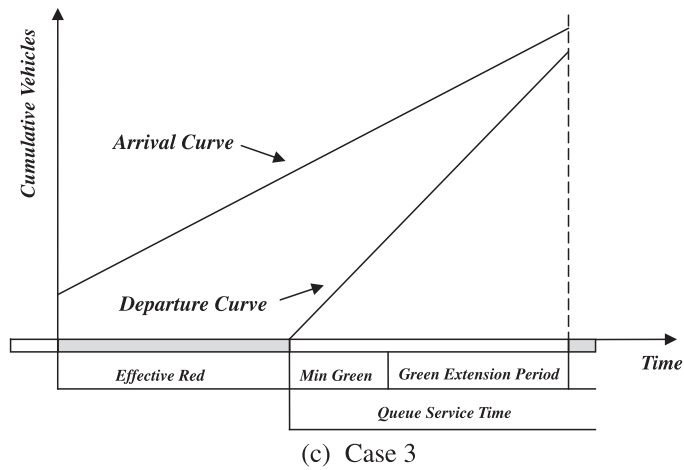 Cumulative Vehicles
Arrival Curve
Departure Curve
Time
Effective Red
Min Green
Green Extension Period
Queue Service Time
(c) Case 3